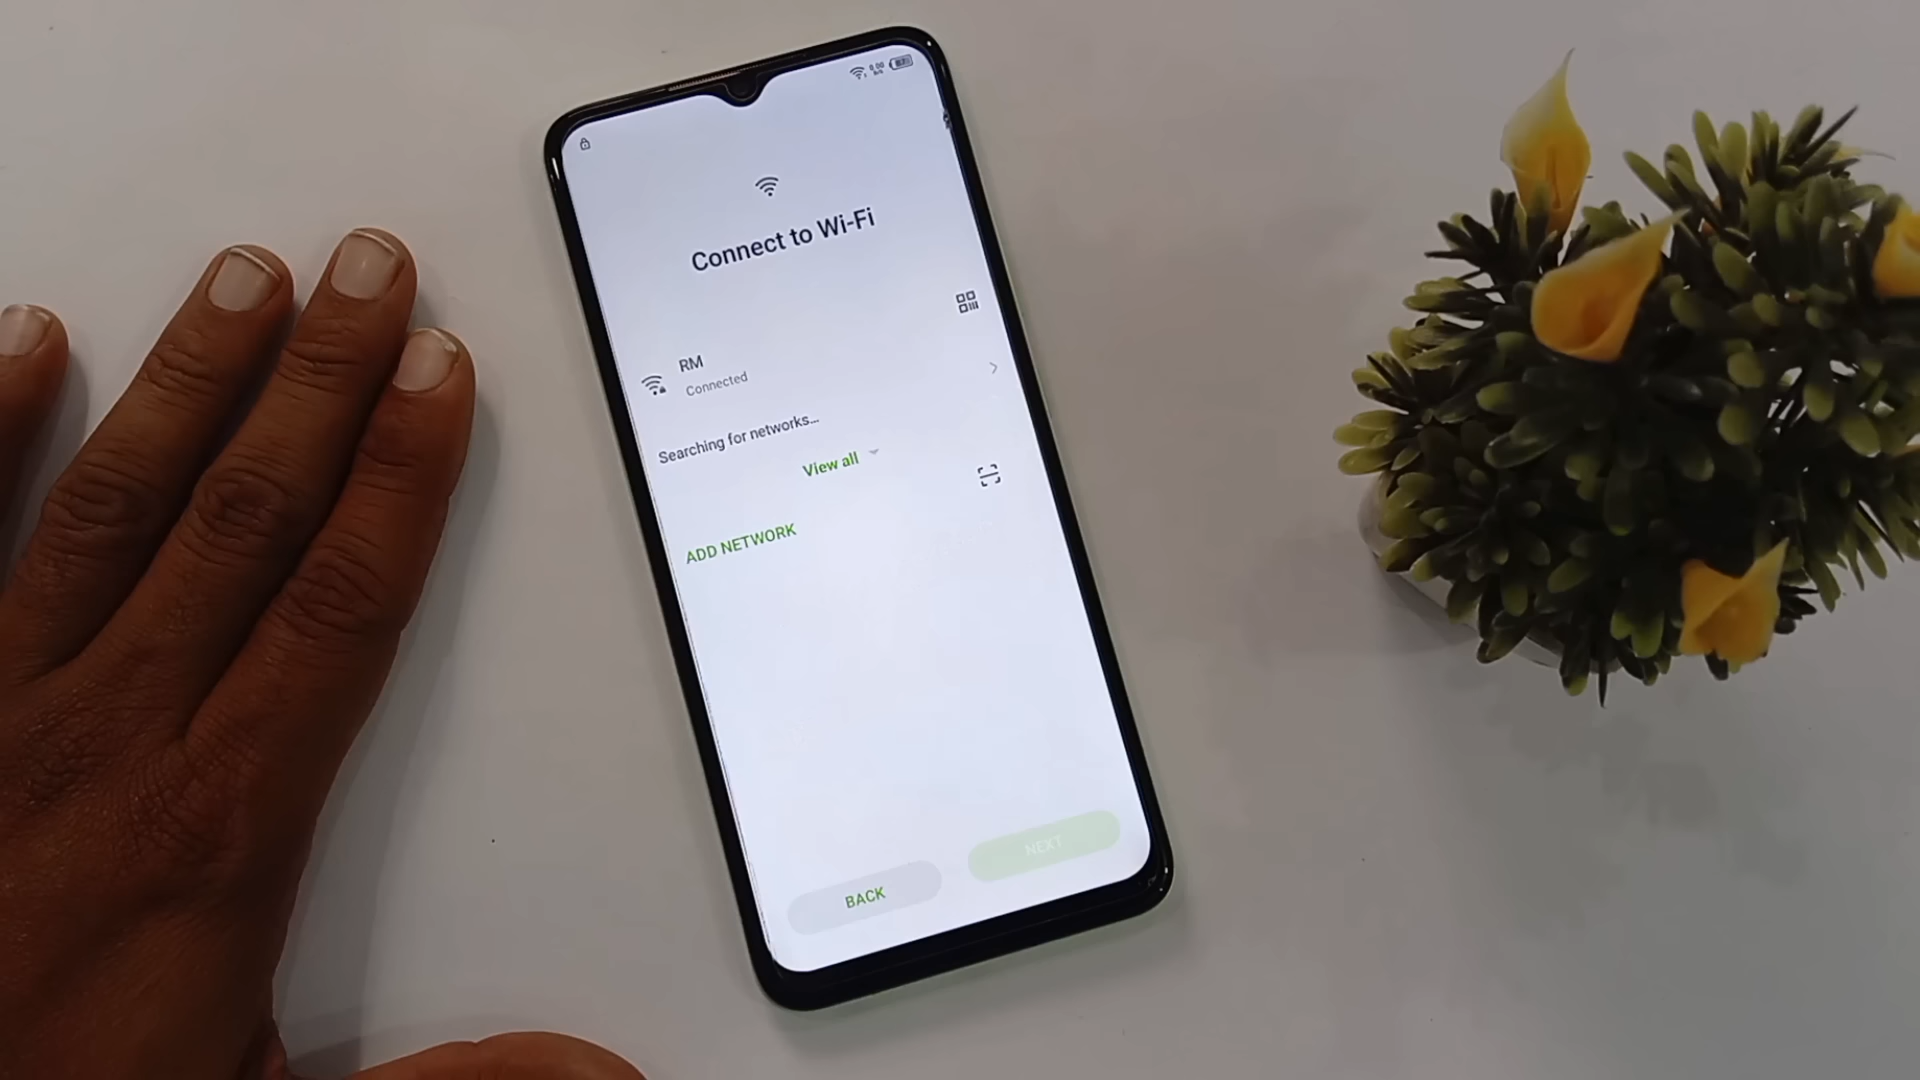 Connect to Wi-Fi
RM
Connected
Searching for networks...
View all
ADD NETWORK
BACK
NEXT